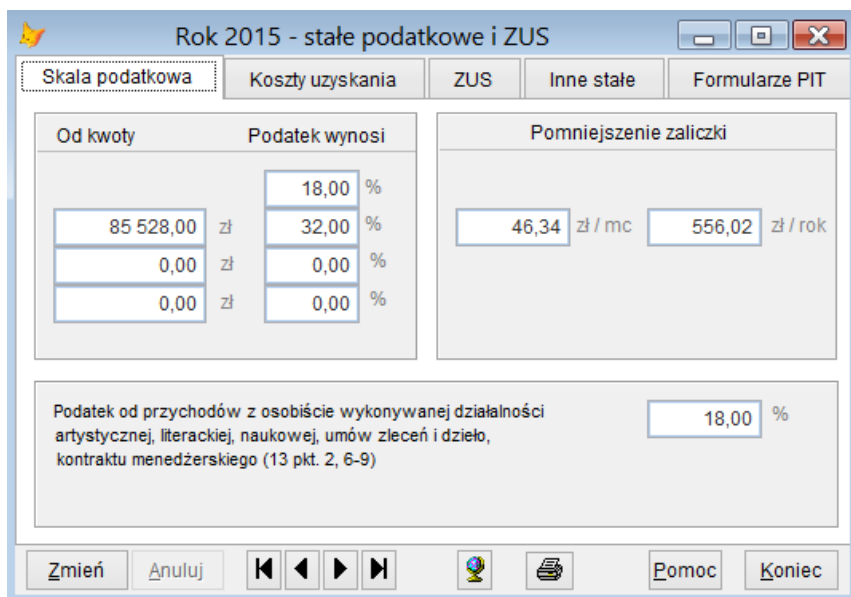 Rok 2015 - stałe podatkowe i ZUS
Skala podatkowa Koszty uzyskania ZUS Inne stałe Formularze PIT
Od kwoty Podatek wynosi
18,00 %
85 528,00 zł 32,00 %
0,00 zł 0,00 %
0,00 zł 0,00 %
Pomniejszenie zaliczki
46,34 zł / mc 556,02 zł / rok
Podatek od przychodów z osobiście wykonywanej działalności
artystycznej, literackiej, naukowej, umów zleceń i dzieło,
kontraktu menedżerskiego (13 pkt. 2, 6-9)
18,00 %
Zmień Anuluj Pomoc Koniec